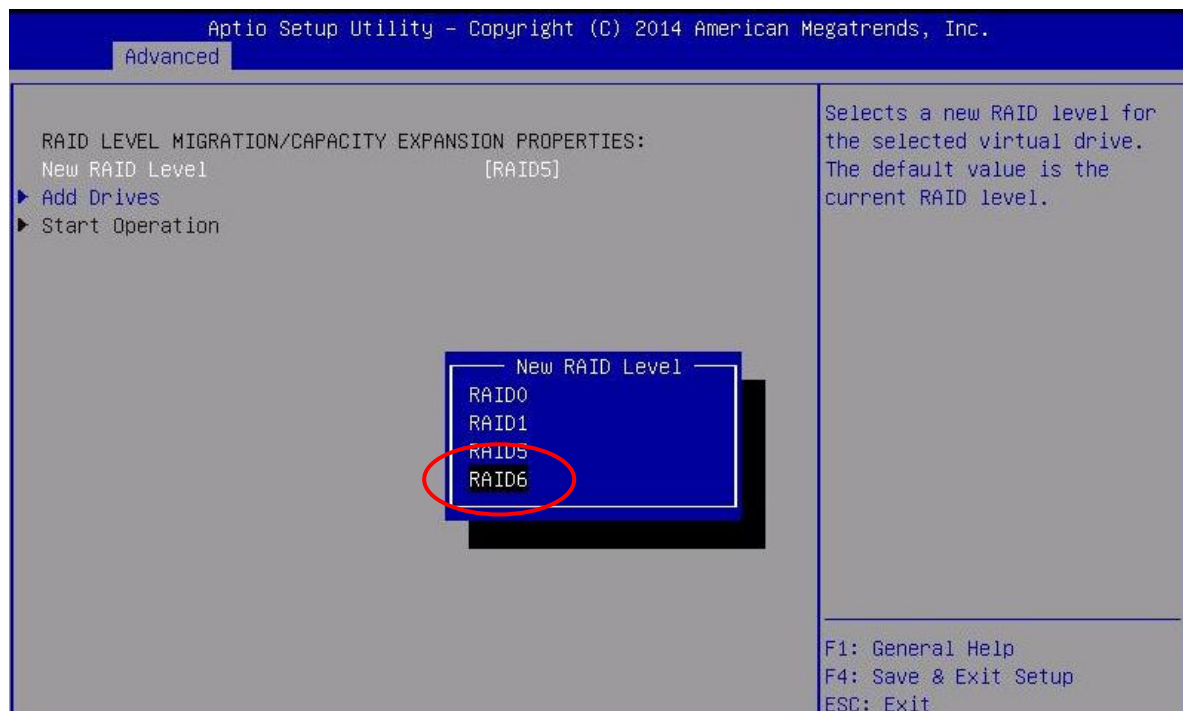 Aptio Setup Utility – Copyright (C) 2014 American Megatrends, Inc.
Advanced
RAID LEVEL MIGRATION/CAPACITY EXPANSION PROPERTIES:
New RAID Level [RAID5]
Add Drives
Start Operation
New RAID Level
RAID0
RAID1
RAID5
RAID6
Selects a new RAID level for
the selected virtual drive.
The default value is the
current RAID level.
F1: General Help
F4: Save & Exit Setup
ESC: Exit